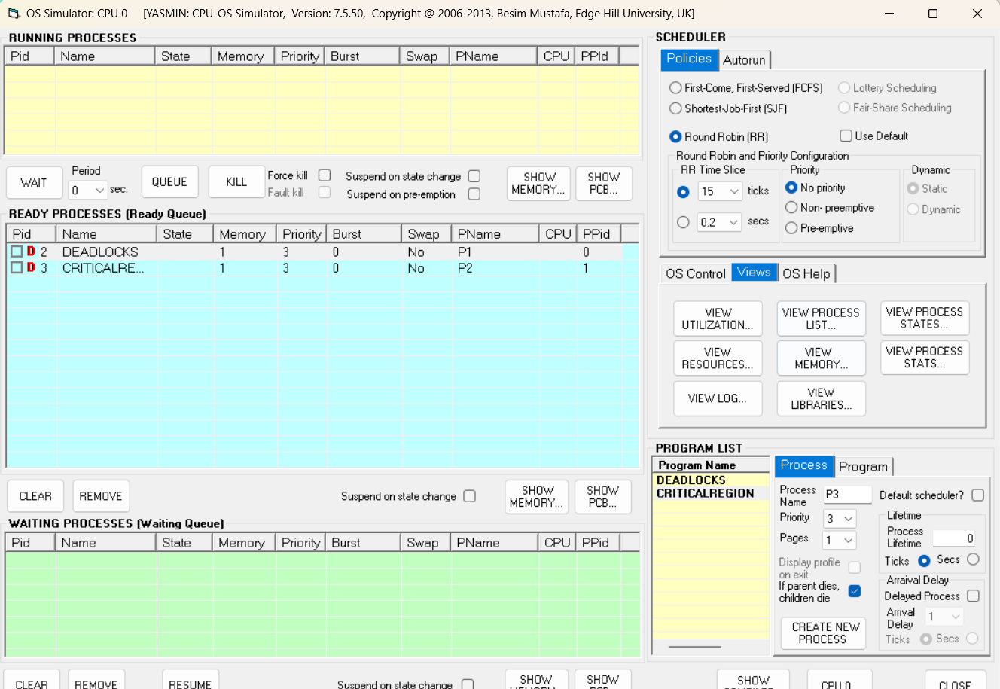 OS Simulator: CPU 0 [YASMIN: CPU-OS Simulator, Version: 7.5.50, Copyright @ 2006-2013, Besim Mustafa, Edge Hill University, UK]
RUNNING PROCESSES
Pid Name State Memory Priority Burst Swap PName CPU PPId
WAIT
Period
0 sec.
QUEUE
KILL
Force kill
Fault kill
Suspend on state change
Suspend on pre-emption
SHOW
MEMORY...
SHOW
PCB...
READY PROCESSES (Ready Queue)
Pid Name State Memory Priority Burst Swap PName CPU PPid
D 2 DEADLOCKS 1 3 0 No P1 0
D 3 CRITICALRE... 1 3 0 No P2 1
CLEAR
REMOVE
Suspend on state change
SHOW
MEMORY...
SHOW
PCB...
WAITING PROCESSES (Waiting Queue)
Pid Name State Memory Priority Burst Swap PName CPU PPid
CLEAR
REMOVE
RESUME
Suspend on state change
SHOW
SHOW
SCHEDULER
Policies Autorun
First-Come, First-Served (FCFS)
Lottery Scheduling
Shortest-Job-First (SJF)
Fair-Share Scheduling
Round Robin (RR)
Use Default
Round Robin and Priority Configuration
RR Time Slice
15 ticks
0,2 secs
Priority
No priority
Non- preemptive
Pre-emptive
Dynamic
Static
Dynamic
OS Control Views OS Help
VIEW
UTILIZATION...
VIEW PROCESS
LIST...
VIEW PROCESS
STATES...
VIEW
RESOURCES...
VIEW
MEMORY...
VIEW PROCESS
STATS...
VIEW LOG...
VIEW
LIBRARIES...
PROGRAM LIST
Program Name
DEADLOCKS
CRITICALREGION
Process Program
Process
Name
P3
Priority
3
Pages
1
Display profile
on exit
If parent dies,
children die
CREATE NEW
PROCESS
Default scheduler?
Lifetime
Process
Lifetime
0
Ticks Secs
Arraival Delay
Delayed Process
Arrival
Delay
1
Ticks Secs
SHOW
CPU 0
CLOSE